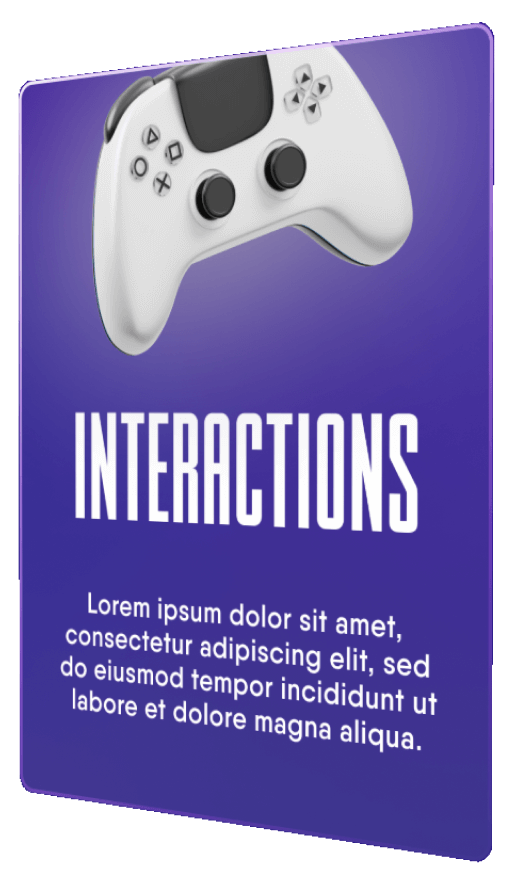 INTERACTIONS
Lorem ipsum dolor sit amet,
consectetur adipiscing elit, sed
do eiusmod tempor incididunt ut
labore et dolore magna aliqua.